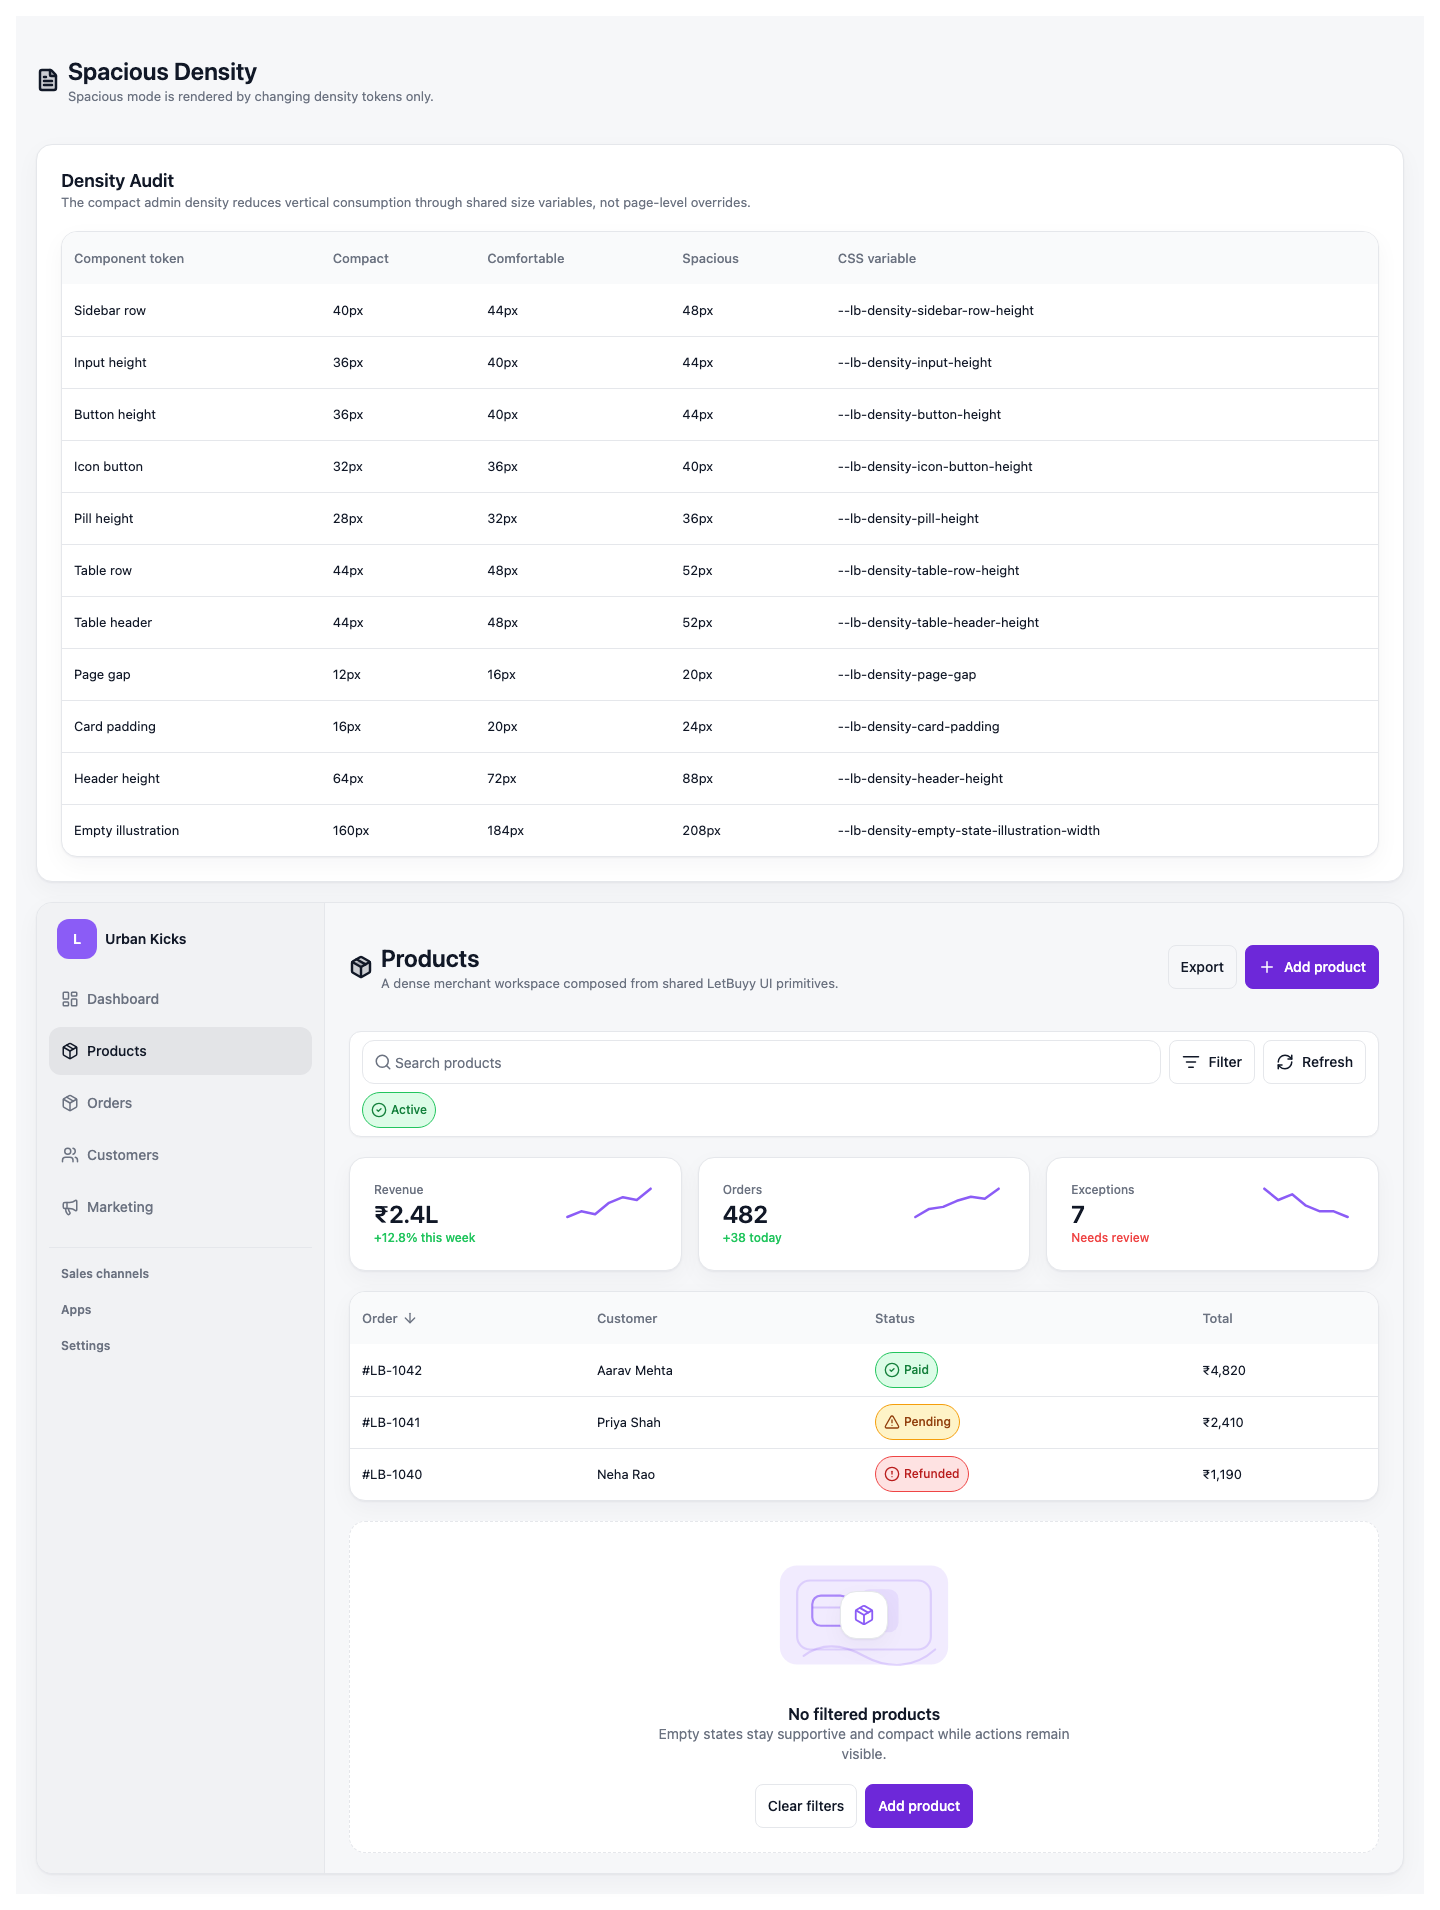 Spacious Density
Spacious mode is rendered by changing density tokens only.
Density Audit
The compact admin density reduces vertical consumption through shared size variables, not page-level overrides.
Component token Compact Comfortable Spacious CSS variable
Sidebar row 40px 44px 48px --lb-density-sidebar-row-height
Input height 36px 40px 44px --lb-density-input-height
Button height 36px 40px 44px --lb-density-button-height
Icon button 32px 36px 40px --lb-density-icon-button-height
Pill height 28px 32px 36px --lb-density-pill-height
Table row 44px 48px 52px --lb-density-table-row-height
Table header 44px 48px 52px --lb-density-table-header-height
Page gap 12px 16px 20px --lb-density-page-gap
Card padding 16px 20px 24px --lb-density-card-padding
Header height 64px 72px 88px --lb-density-header-height
Empty illustration 160px 184px 208px --lb-density-empty-state-illustration-width
L Urban Kicks
Dashboard
Products
Orders
Customers
Marketing
Sales channels
Apps
Settings
Products
A dense merchant workspace composed from shared LetBuyy UI primitives.
Export Add product
Search products Filter Refresh
Active
Revenue
₹2.4L
+12.8% this week
Orders
482
+38 today
Exceptions
7
Needs review
Order Customer Status Total
#LB-1042 Aarav Mehta Paid ₹4,820
#LB-1041 Priya Shah Pending ₹2,410
#LB-1040 Neha Rao Refunded ₹1,190
No filtered products
Empty states stay supportive and compact while actions remain
visible.
Clear filters Add product